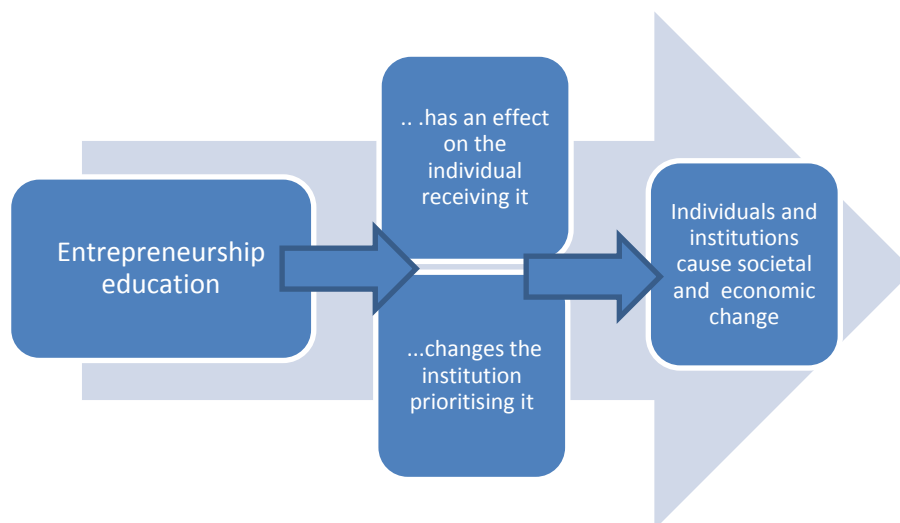 Entrepreneurship
education
.. .has an effect
on the
individual
receiving it
...changes the
institution
prioritising it
Individuals and
institutions
cause societal
and economic
change